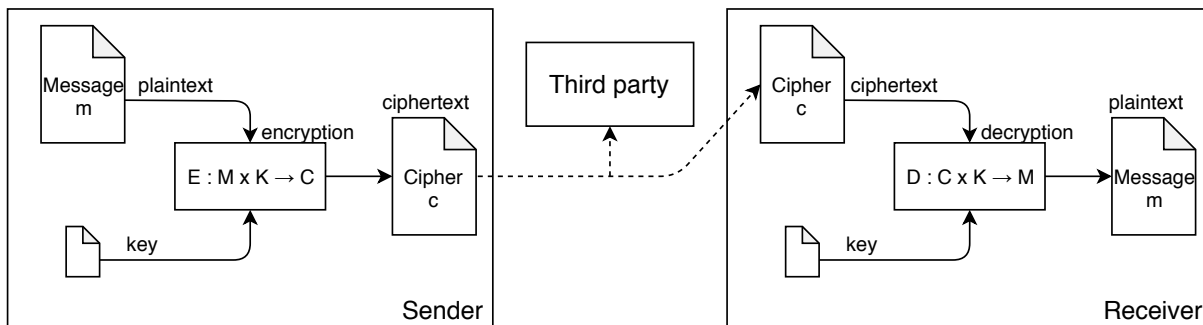 Message
m
plaintext
encryption
E : M x K → C
key
ciphertext
Cipher
c
Sender
Third party
Cipher
c
ciphertext
decryption
D : C x K → M
key
plaintext
Message
m
Receiver